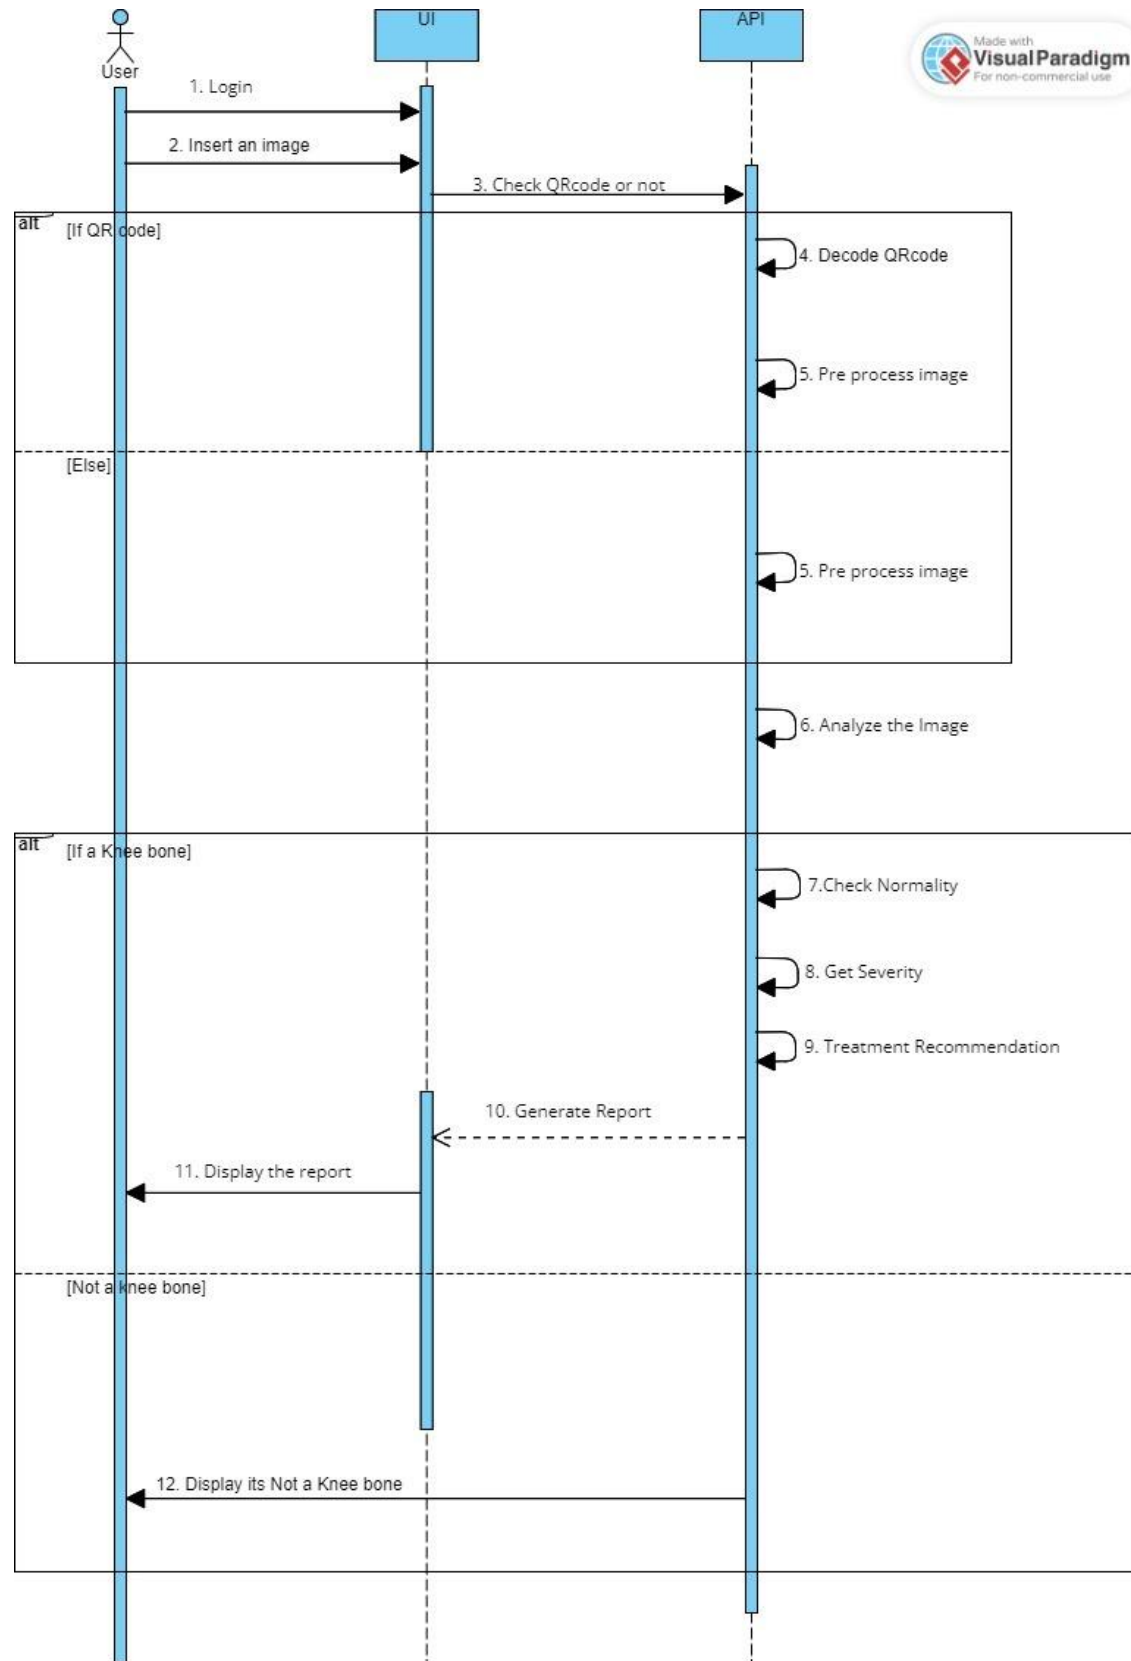 UI
API
Made with
Visual Paradigm
For non-commercial use
User
1. Login
2. Insert an image
3. Check QRcode or not
alt
[If QR code]
4. Decode QRcode
5. Pre process image
[Else]
5. Pre process image
6. Analyze the Image
alt
[If a Knee bone]
7.Check Normality
8. Get Severity
9. Treatment Recommendation
10. Generate Report
11. Display the report
[Not a knee bone]
12. Display its Not a Knee bone